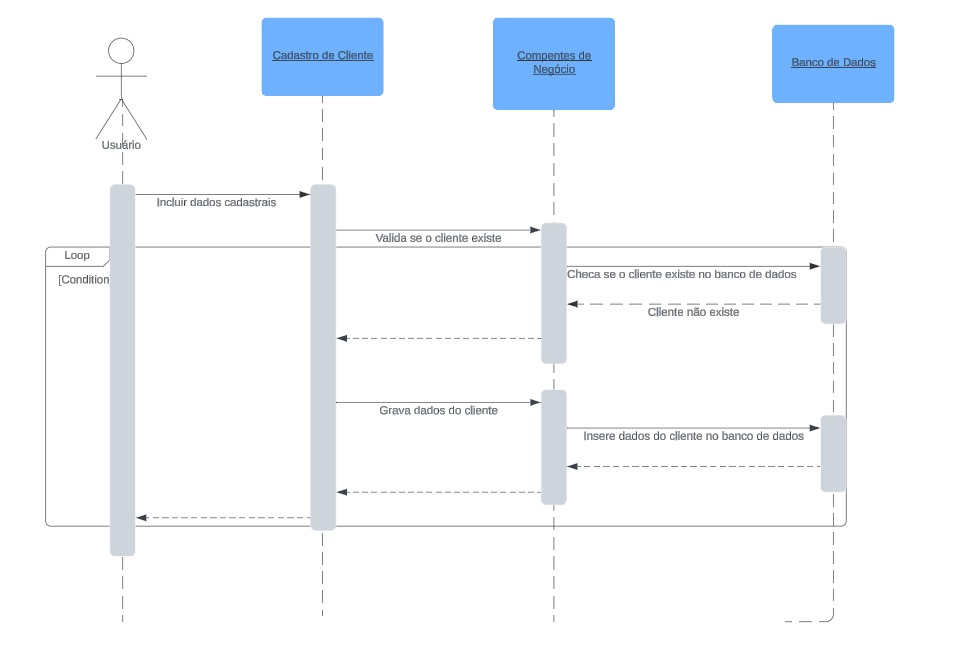 Cadastro de Cliente
Compentes de
Negócio
Banco de Dados
Usuário
Incluir dados cadastrais
Valida se o cliente existe
Loop
[Condition
Checa se o cliente existe no banco de dados
Cliente não existe
Grava dados do cliente
Insere dados do cliente no banco de dados